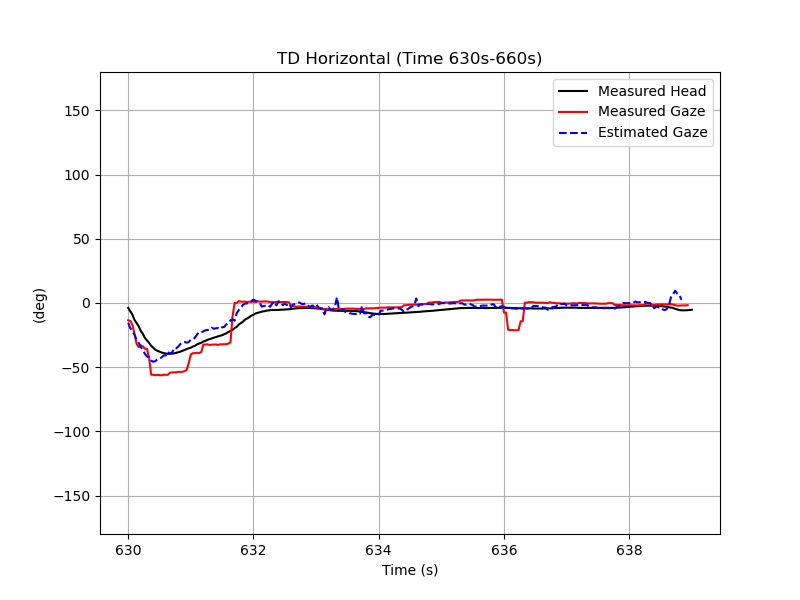 TD Horizontal (Time 630s-660s)
Measured Head
Measured Gaze
Estimated Gaze
150
100
50
0
−50
−100
−150
(deg)
630 632 634 636 638
Time (s)